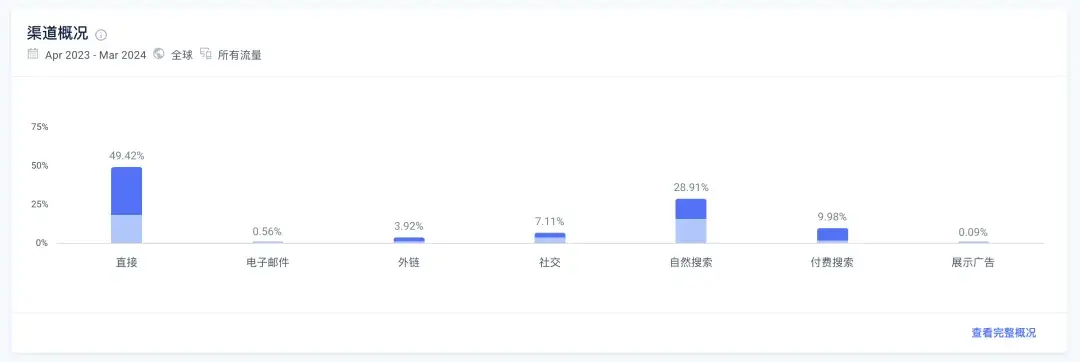 渠道概况
Apr 2023 - Mar 2024 全球 所有流量
75%
50%
25%
0%
49.42%
0.56%
3.92%
7.11%
28.91%
9.98%
0.09%
直接 电子邮件 外链 社交 自然搜索 付费搜索 展示广告
查看完整概况